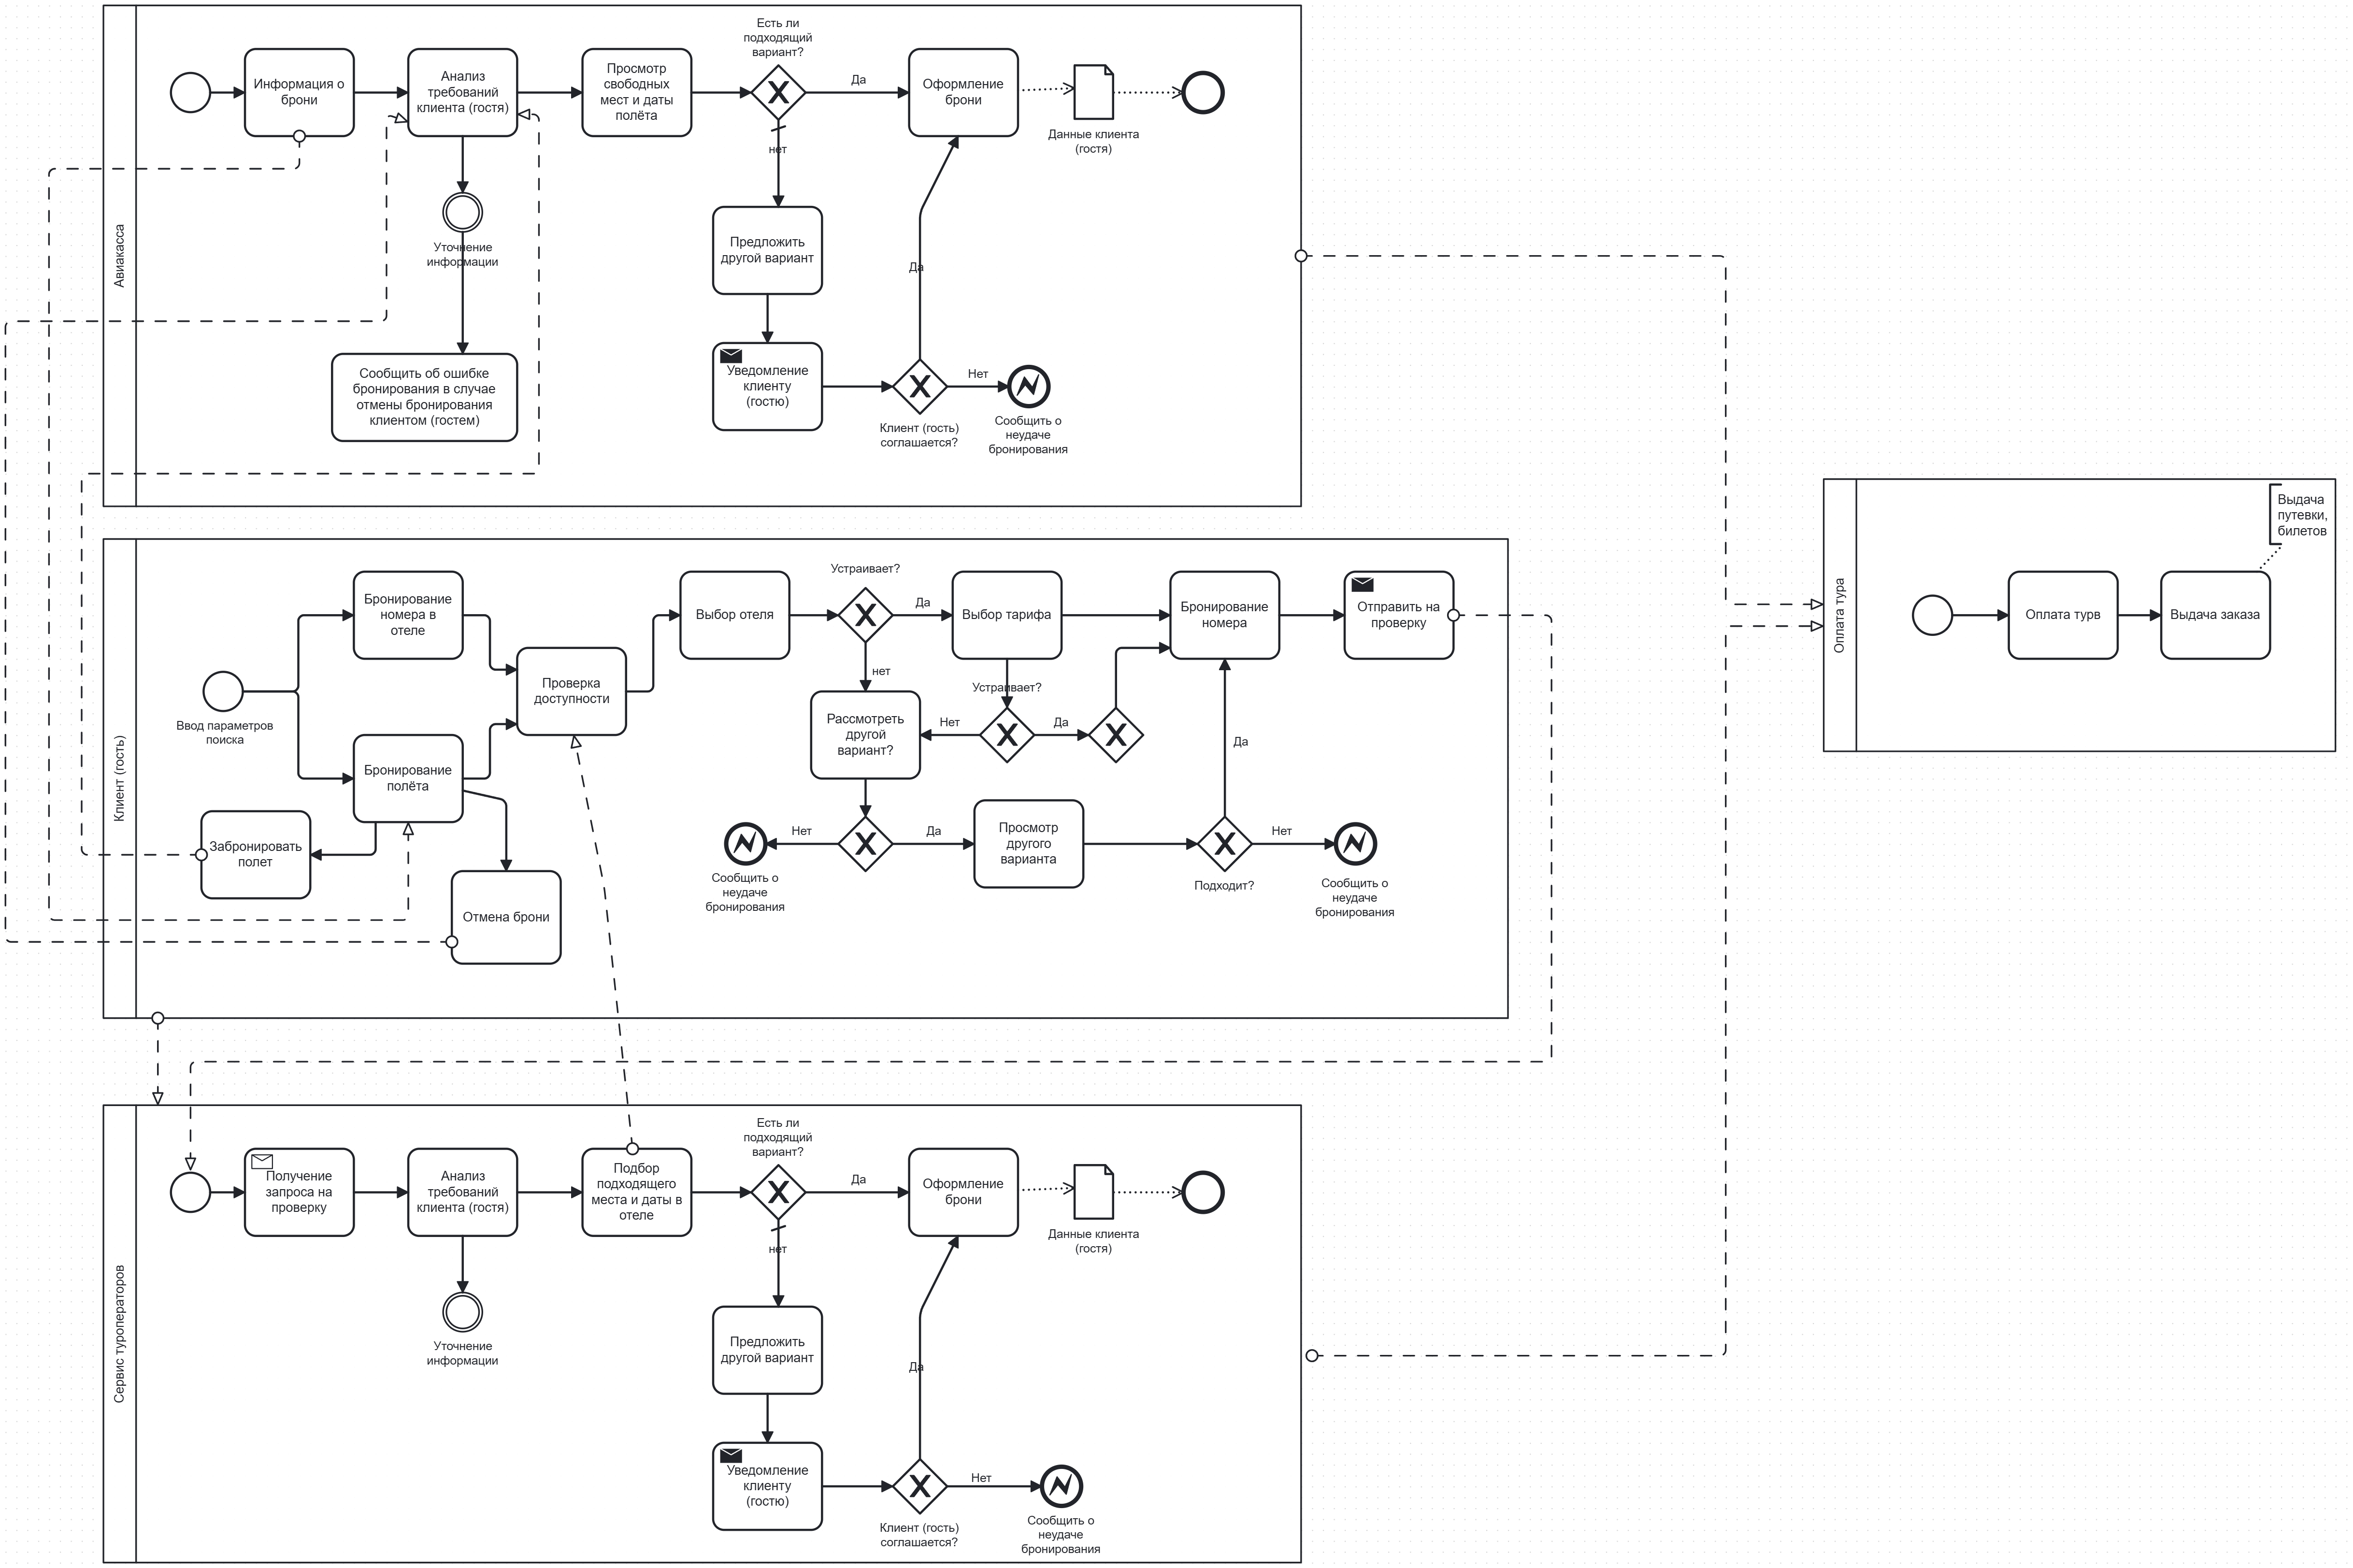 Авиакасса
Информация о
брони
Анализ
требований
клиента (гостя)
Просмотр
свободных
мест и даты
полёта
Есть ли
подходящий
вариант?
Да
Оформление
брони
Данные клиента
(гостя)
нет
Уточнение
информации
Предложить
другой вариант
Да
Сообщить об ошибке
бронирования в случае
отмены бронирования
клиентом (гостем)
Уведомление
клиенту
(гостю)
Клиент (гость)
соглашается?
Нет
Сообщить о
неудаче
бронирования
Клиент (гость)
Ввод параметров
поиска
Бронирование
номера в
отеле
Бронирование
полёта
Забронировать
полет
Отмена брони
Проверка
доступности
Выбор отеля
Устраивает?
Да
нет
Выбор тарифа
Устраивает?
Нет
Да
Рассмотреть
другой
вариант?
Бронирование
номера
Отправить на
проверку
Да
Нет
Сообщить о
неудаче
бронирования
Да
Просмотр
другого
варианта
Подходит?
Нет
Сообщить о
неудаче
бронирования
Оплата тура
Оплата турв
Выдача заказа
Выдача
путевки,
билетов
Сервис туроператоров
Получение
запроса на
проверку
Анализ
требований
клиента (гостя)
Уточнение
информации
Подбор
подходящего
места и даты в
отеле
Есть ли
подходящий
вариант?
Да
Оформление
брони
Данные клиента
(гостя)
нет
Предложить
другой вариант
Да
Уведомление
клиенту
(гостю)
Клиент (гость)
соглашается?
Нет
Сообщить о
неудаче
бронирования